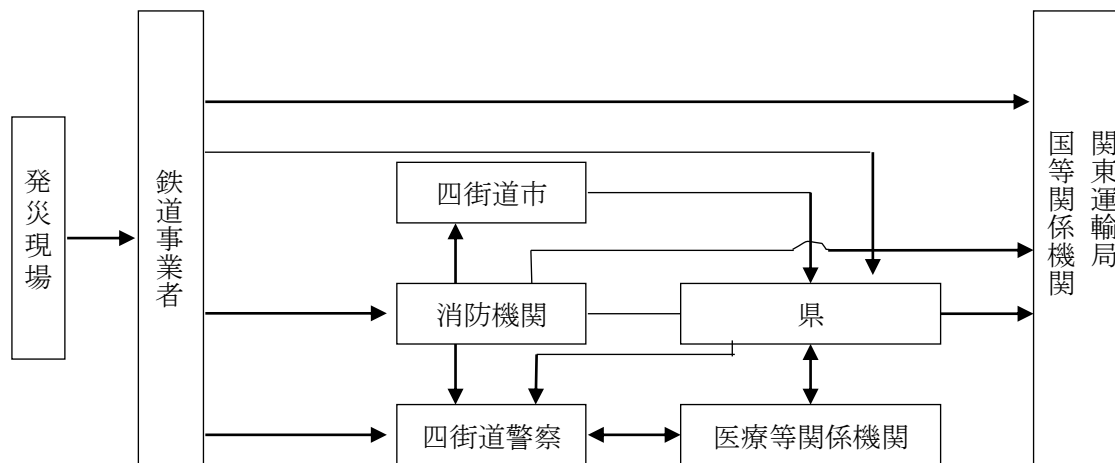 発災現場
鉄道事業者
四街道市
消防機関
県
四街道警察
医療等関係機関
関東運輸局
国等関係機関